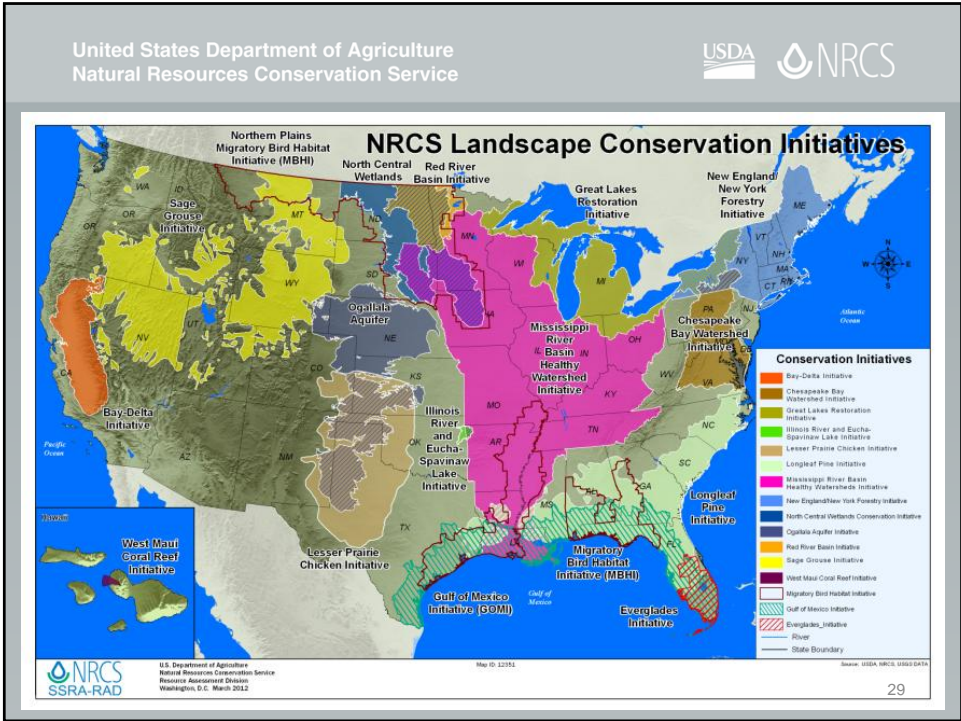 United States Department of Agriculture
Natural Resources Conservation Service
USDA
NRCS
NRCS Landscape Conservation Initiatives
Northern Plains
Migratory Bird Habitat
Initiative (MBHI)
North Central
Wetlands
Red River
Basin Initiative
Great Lakes
Restoration
Initiative
New England/
New York
Forestry
Initiative
Sage
Grouse
Initiative
WA
ID
OR
OR
MT
ND
MN
WI
MI
ME
VT
NH
NY
MA
CT
RI
N
W
E
S
SD
WY
IA
Ogallala
Aquifer
NE
UT
NV
CA
CO
KS
Mississippi
River
Basin
Healthy
Watershed
Initiative
IL
IN
OH
PA
NJ
DE
Chesapeake
Bay Watershed
Initiative
WV
VA
KY
MO
Atlantic
Ocean
Bay-Delta
Initiative
Pacific
Ocean
AZ
NM
OK
TX
Illinois
River
and
Eucha-
Spavinaw
Lake
Initiative
AR
TN
NC
SC
MS
AL
GA
FL
Longleaf
Pine
Initiative
Lesser Prairie
Chicken Initiative
Migratory
Bird Habitat
Initiative (MBHI)
Gulf of Mexico
Initiative (GOMI)
Gulf of
Mexico
Everglades
Initiative
Hawaii
West Maui
Coral Reef
Initiative
Conservation Initiatives
Bay-Delta Initiative
Chesapeake Bay
Watershed Initiative
Great Lakes Restoration
Initiative
Illinois River and Eucha-
Spavinaw Lake Initiative
Lesser Prairie Chicken Initiative
Longleaf Pine Initiative
Mississippi River Basin
Healthy Watersheds Initiative
New England/New York Forestry Initiative
North Central Wetlands Conservation Initiative
Ogallala Aquifer Initiative
Red River Basin Initiative
Sage Grouse Initiative
West Maui Coral Reef Initiative
Migratory Bird Habitat Initiative
Gulf of Mexico Initiative
Everglades_Initiative
River
State Boundary
NRCS
SSRA-RAD
U.S. Department of Agriculture
Natural Resources Conservation Service
Resource Assessment Division
Washington, D.C. March 2012
Map ID: 12351
Source: USDA, NRCS, USGS DATA
29